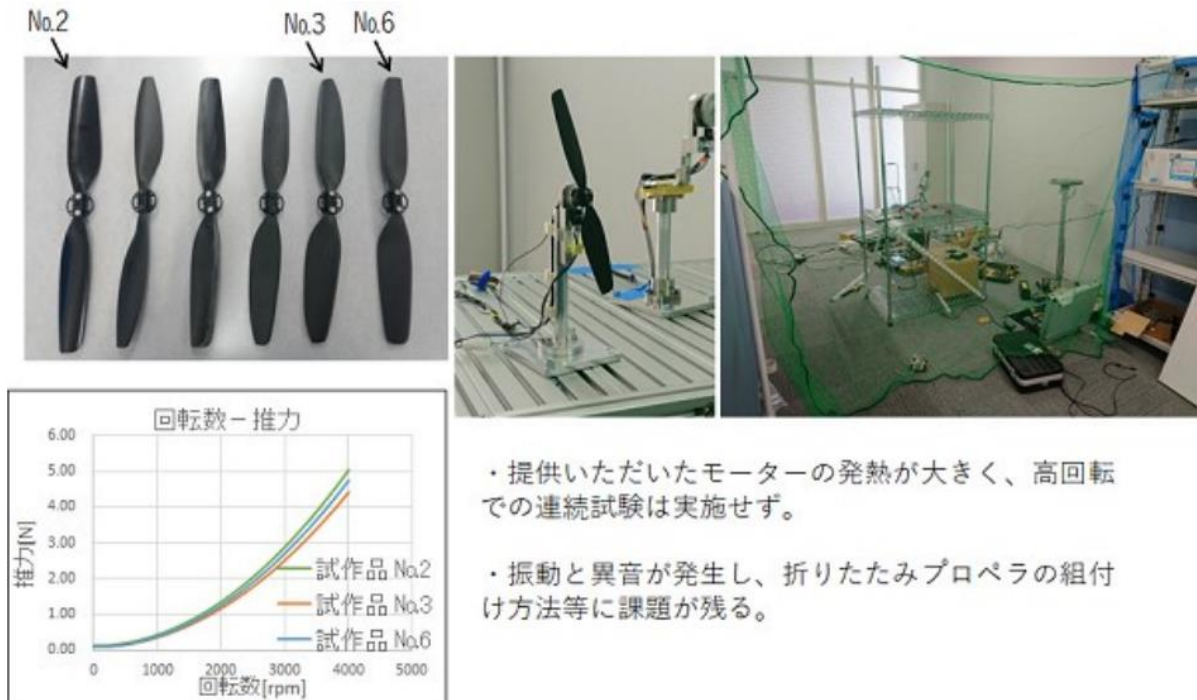 No.2
No.3
No.6
回転数－推力
6.00
5.00
4.00
3.00
2.00
1.00
0.00
推力[N]
試作品 No.2
試作品 No.3
試作品 No.6
0 1000 2000 3000 4000 5000
回転数[rpm]
・提供いただいたモーターの発熱が大きく、高回転
での連続試験は実施せず。
・振動と異音が発生し、折りたたみプロペラの組付
け方法等に課題が残る。